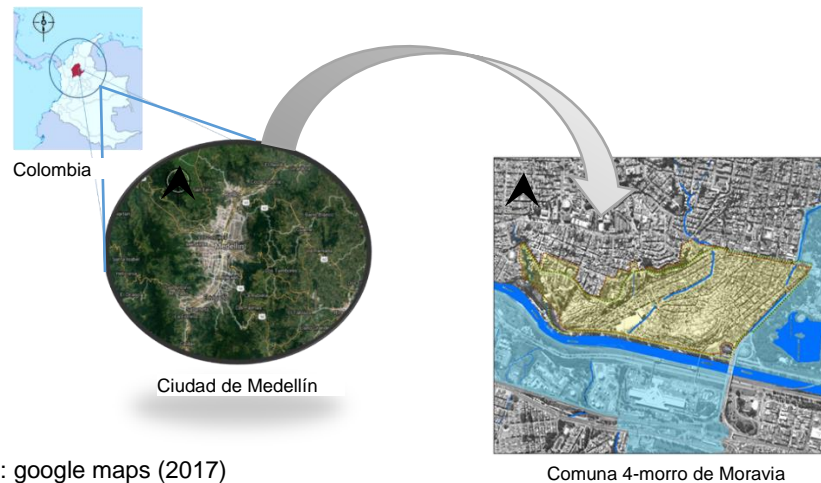 Colombia
Ciudad de Medellín
Comuna 4-morro de Moravia
: google maps (2017)